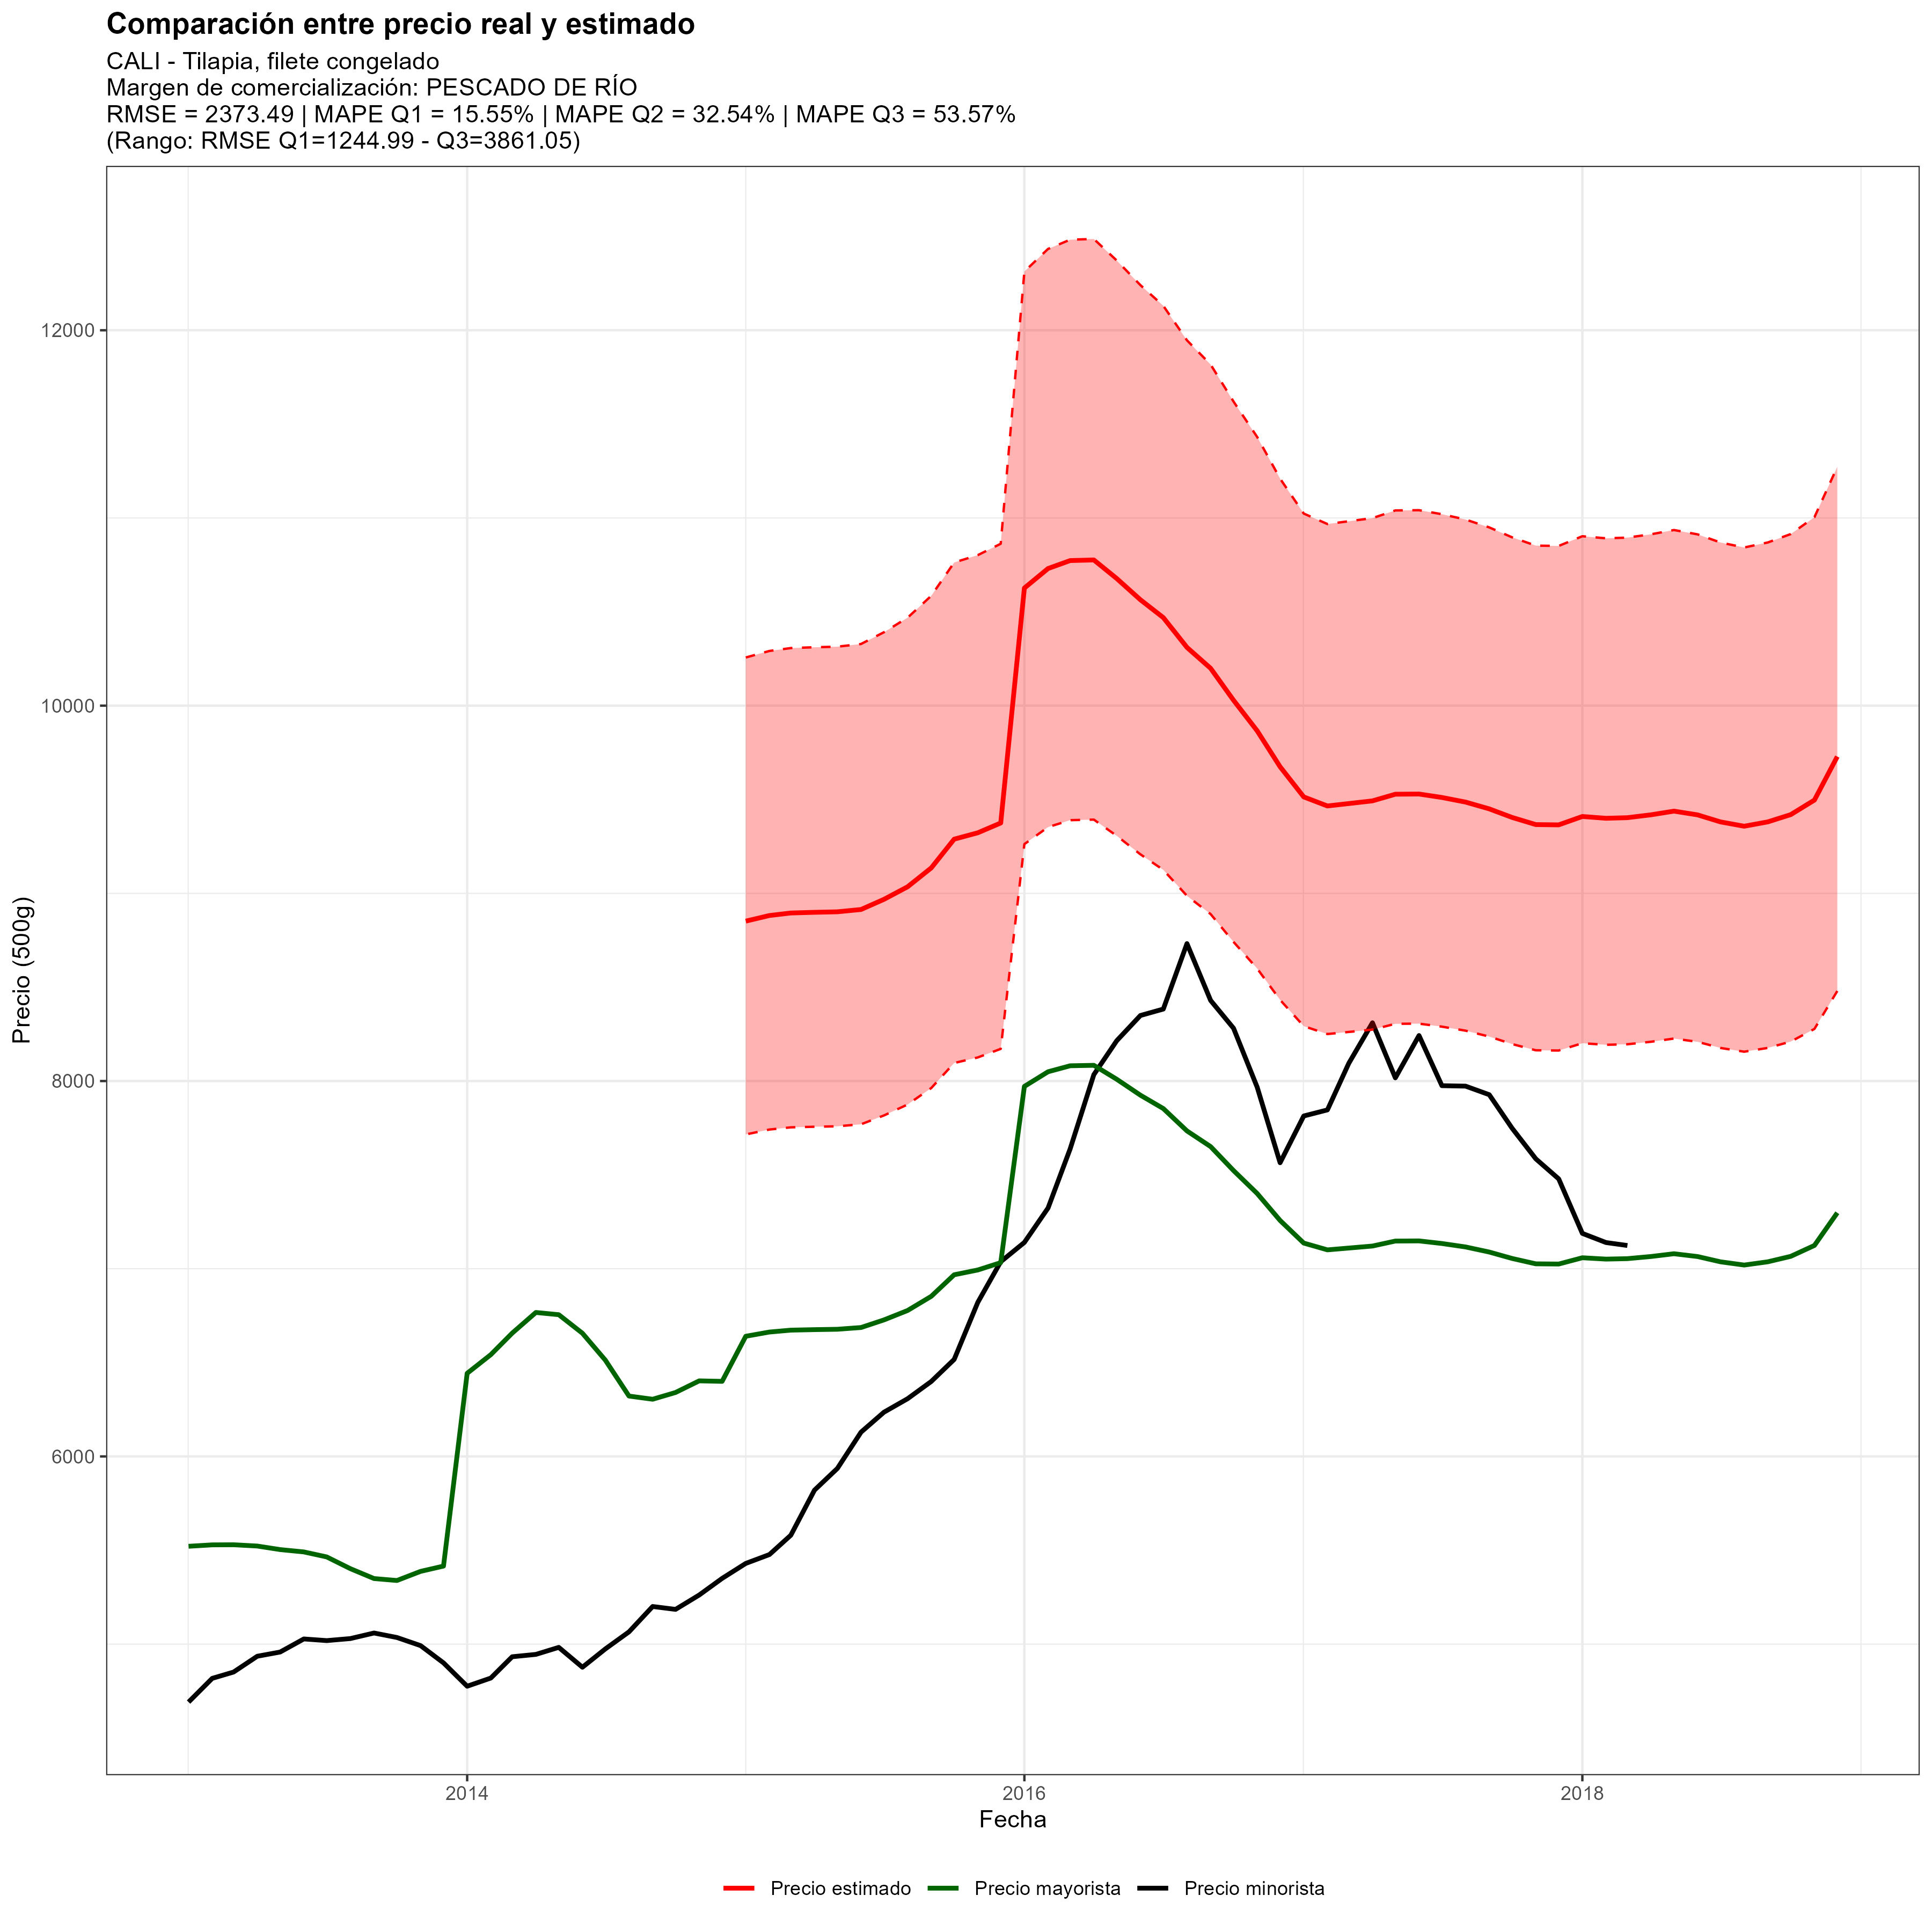 Comparación entre precio real y estimado
CALI - Tilapia, filete congelado
Margen de comercialización: PESCADO DE RÍO
RMSE = 2373.49 | MAPE Q1 = 15.55% | MAPE Q2 = 32.54% | MAPE Q3 = 53.57%
(Rango: RMSE Q1=1244.99 - Q3=3861.05)
12000
10000
8000
6000
Precio (500g)
2014
2016
2018
Fecha
Precio estimado
Precio mayorista
Precio minorista